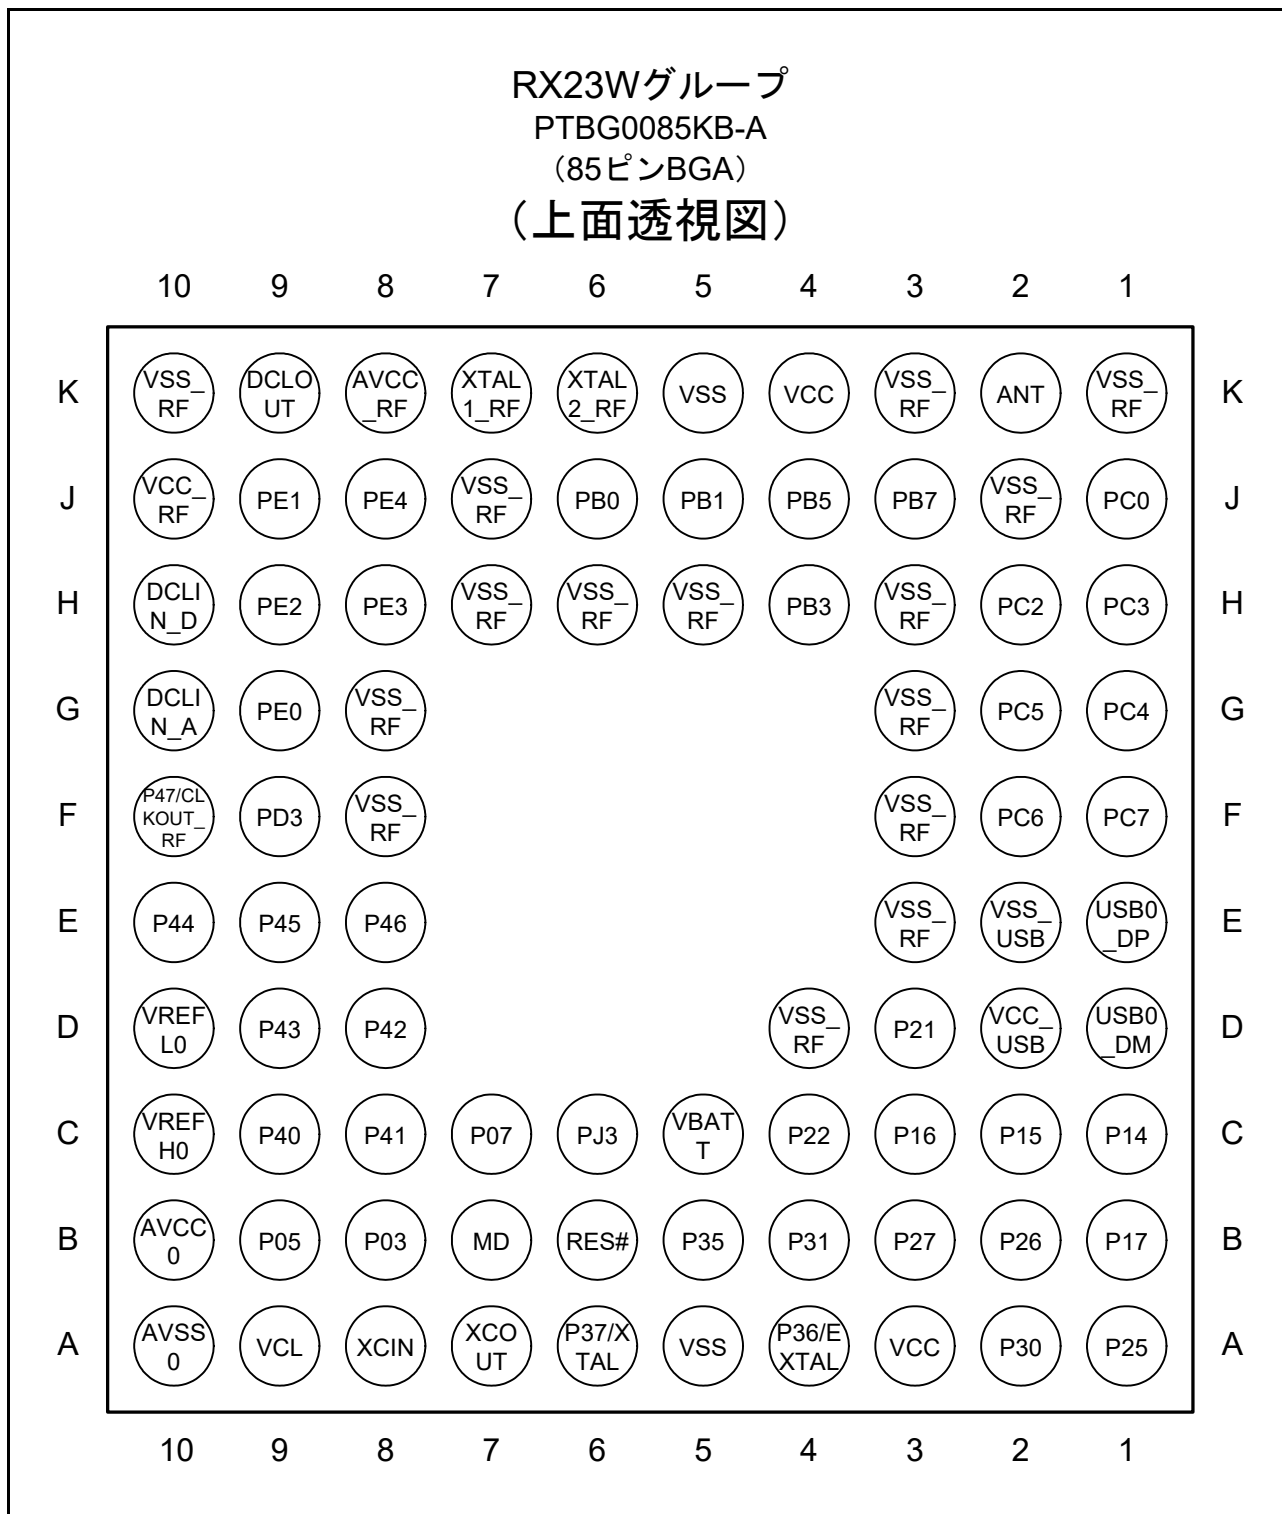 RX23Wグループ
PTBG0085KB-A
（85ピンBGA）
（上面透視図）
10 9 8 7 6 5 4 3 2 1
K VSS_RF DCLOUT AVCC_RF XTAL1_RF XTAL2_RF VSS VCC VSS_RF ANT VSS_RF K
J VCC_RF PE1 PE4 VSS_RF PB0 PB1 PB5 PB7 VSS_RF PC0 J
H DCLIN_D PE2 PE3 VSS_RF VSS_RF VSS_RF PB3 VSS_RF PC2 PC3 H
G DCLIN_A PE0 VSS_RF VSS_RF PC5 PC4 G
F P47/CLKOUT_RF PD3 VSS_RF VSS_RF PC6 PC7 F
E P44 P45 P46 VSS_RF VSS_USB USB0_DP E
D VREFL0 P43 P42 VSS_RF P21 VCC_USB USB0_DM D
C VREFH0 P40 P41 P07 PJ3 VBATT P22 P16 P15 P14 C
B AVCC0 P05 P03 MD RES# P35 P31 P27 P26 P17 B
A AVSS0 VCL XCIN XCOUT P37/XTAL VSS P36/EXTAL VCC P30 P25 A
10 9 8 7 6 5 4 3 2 1